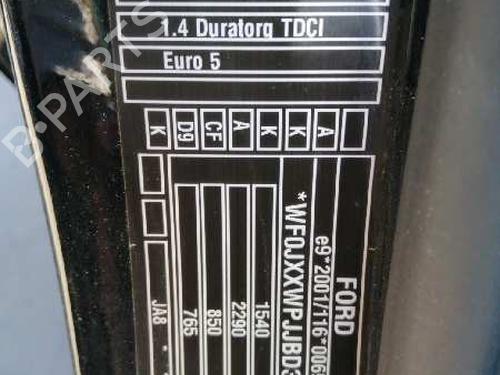 1.4 Duratorq TDCI
Euro 5
K D9 CF A K K A
FORD
e9*2001/116*006
*WF0JXXWPJJBD3
1540
2290
850
765
JA8
B-PARTS